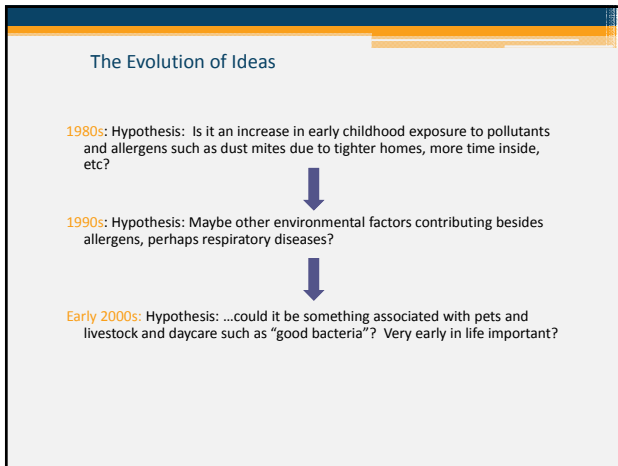 The Evolution of Ideas
1980s: Hypothesis:  Is it an increase in early childhood exposure to pollutants
and allergens such as dust mites due to tighter homes, more time inside,
etc?
1990s: Hypothesis: Maybe other environmental factors contributing besides
allergens, perhaps respiratory diseases?
Early 2000s: Hypothesis: …could it be something associated with pets and
livestock and daycare such as “good bacteria”?  Very early in life important?